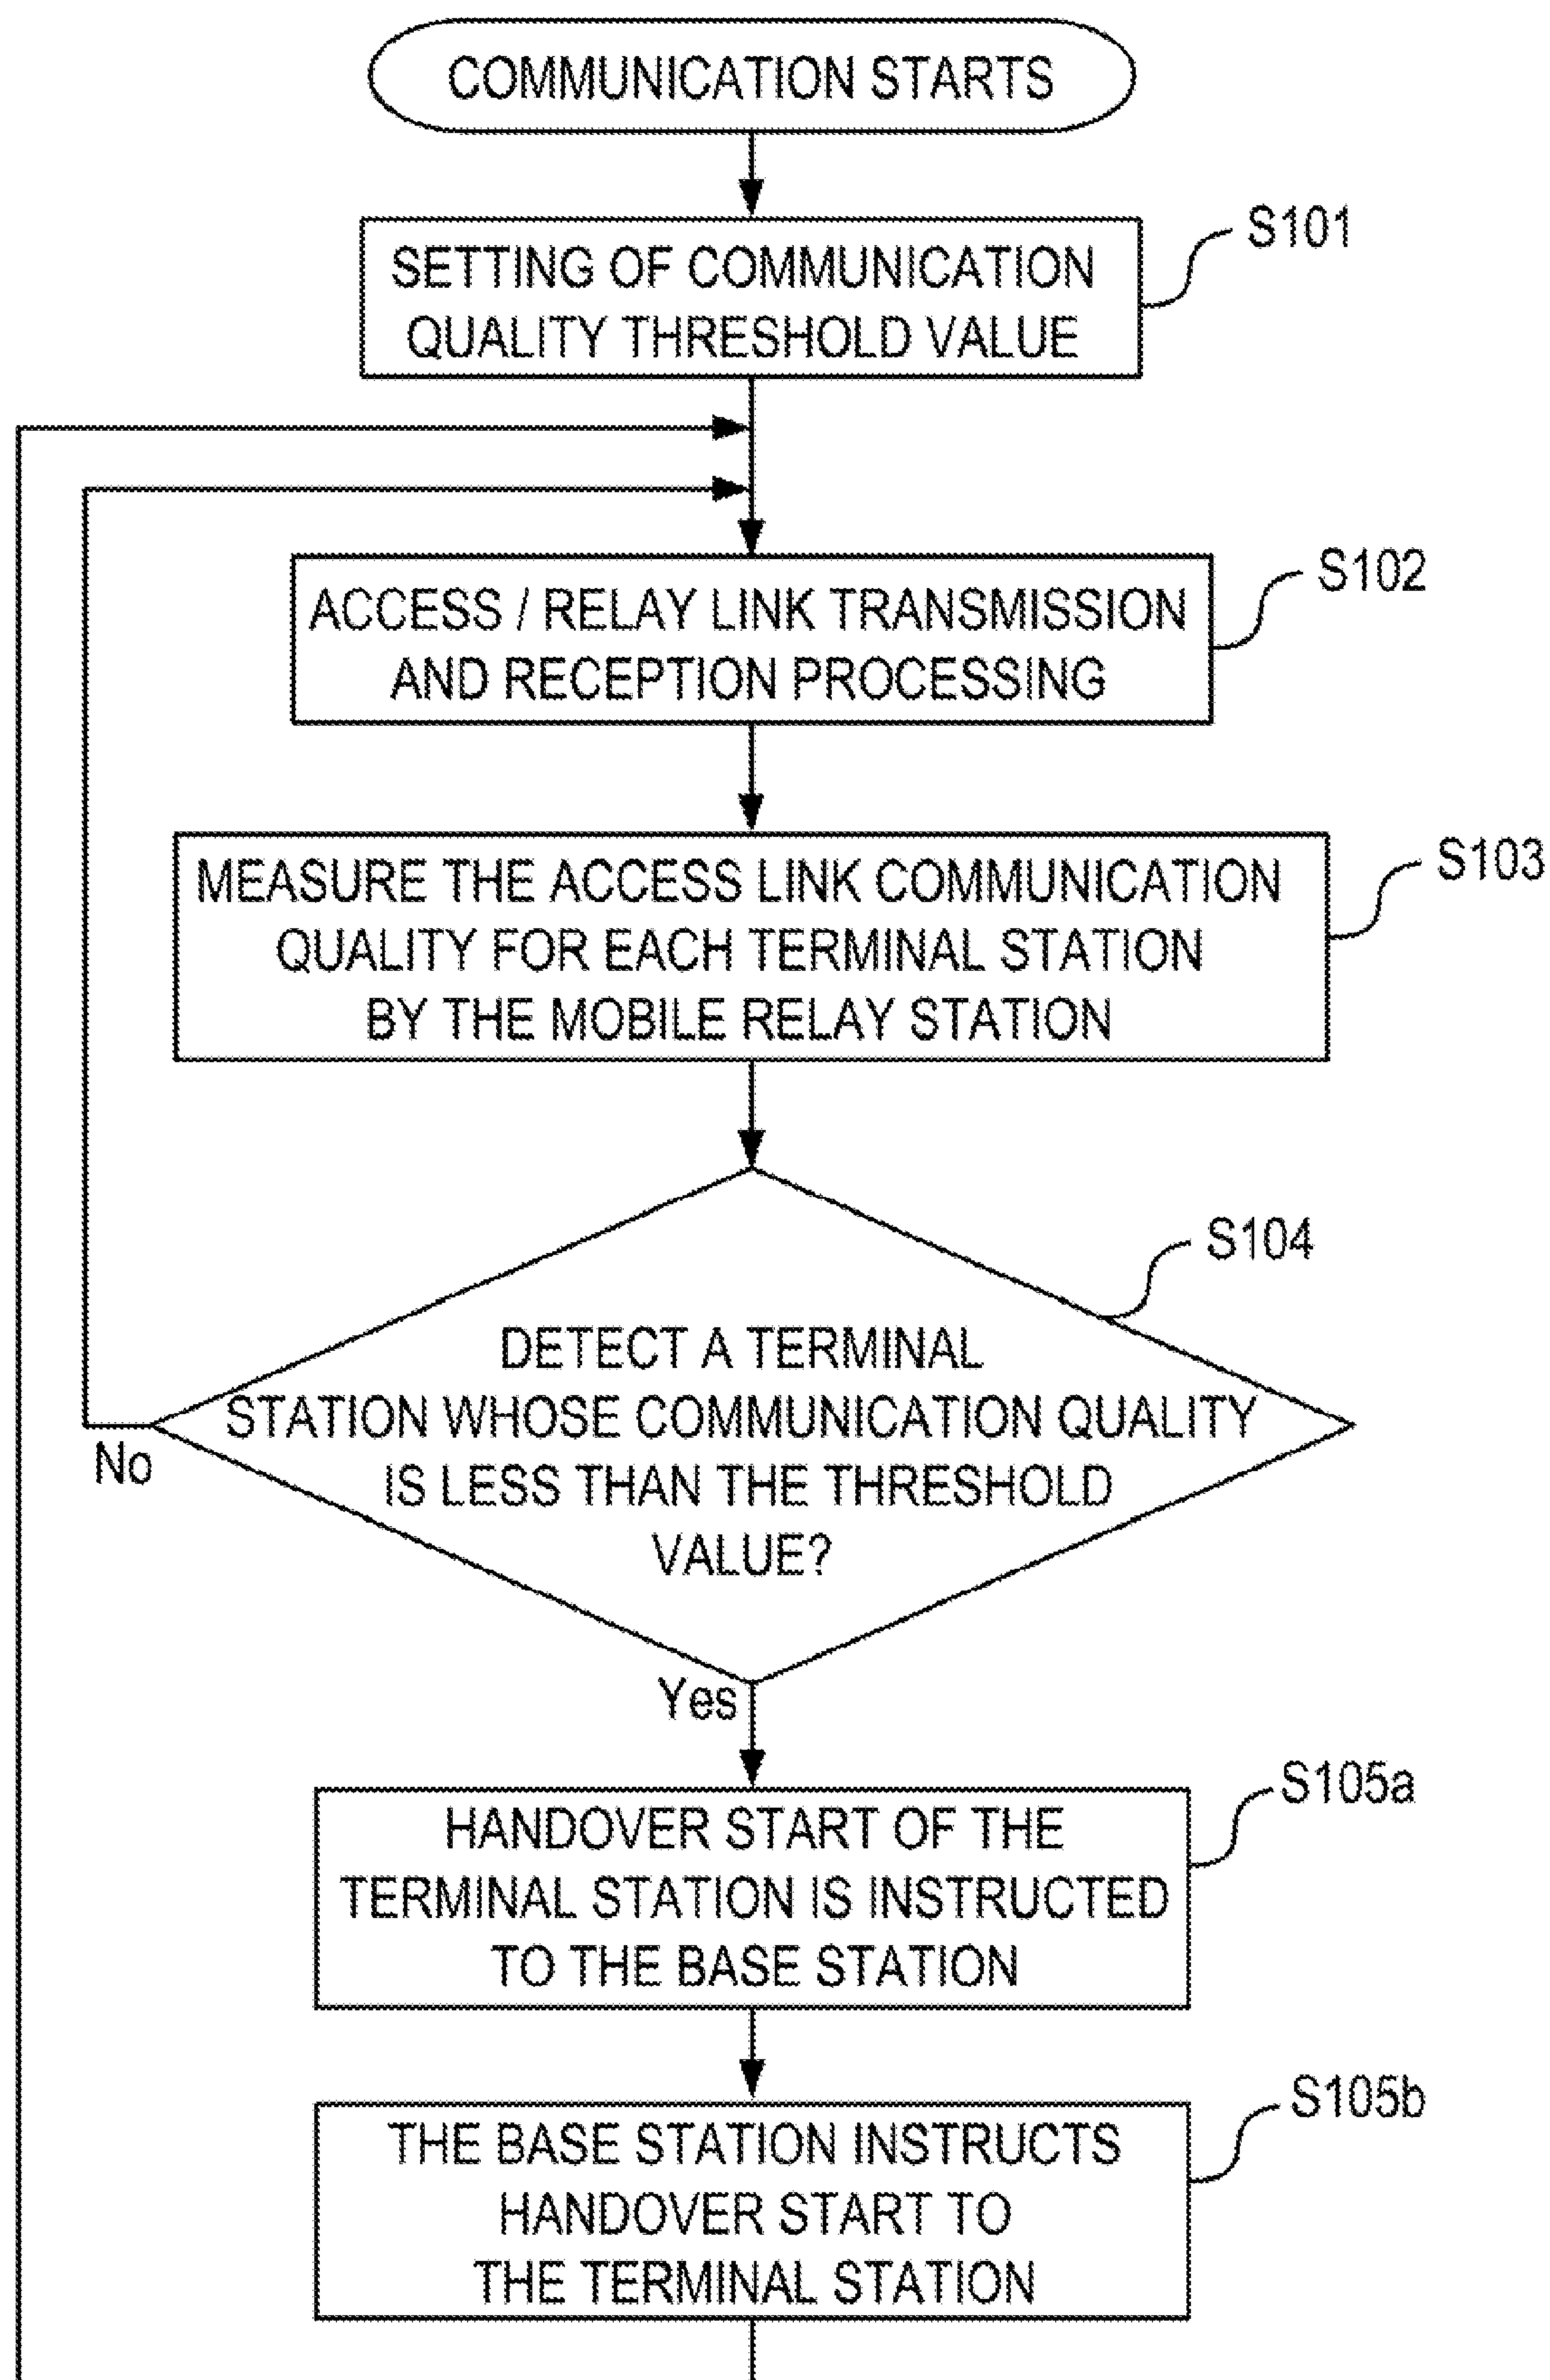 COMMUNICATION STARTS
S101
SETTING OF COMMUNICATION
QUALITY THRESHOLD VALUE
S102
ACCESS / RELAY LINK TRANSMISSION
AND RECEPTION PROCESSING
S103
MEASURE THE ACCESS LINK COMMUNICATION
QUALITY FOR EACH TERMINAL STATION
BY THE MOBILE RELAY STATION
S104
DETECT A TERMINAL
STATION WHOSE COMMUNICATION QUALITY
IS LESS THAN THE THRESHOLD
VALUE?
No
Yes
S105a
HANDOVER START OF THE
TERMINAL STATION IS INSTRUCTED
TO THE BASE STATION
S105b
THE BASE STATION INSTRUCTS
HANDOVER START TO
THE TERMINAL STATION